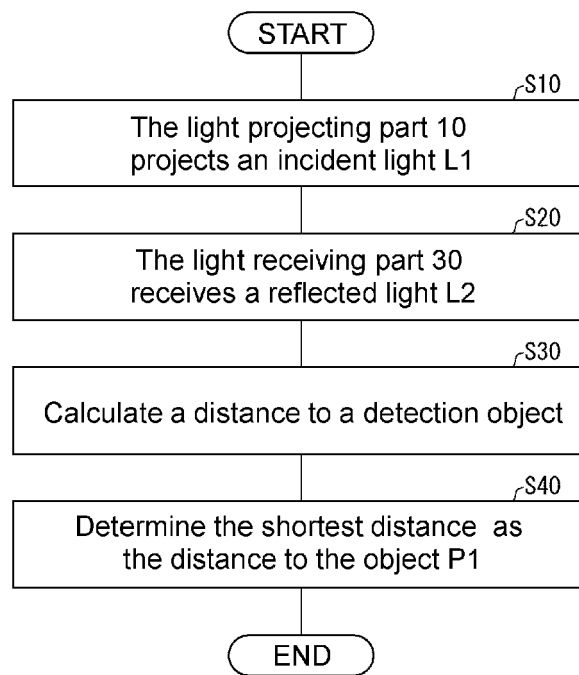 START
S10
The light projecting part 10
projects an incident light L1
S20
The light receiving part 30
receives a reflected light L2
S30
Calculate a distance to a detection object
S40
Determine the shortest distance as
the distance to the object P1
END